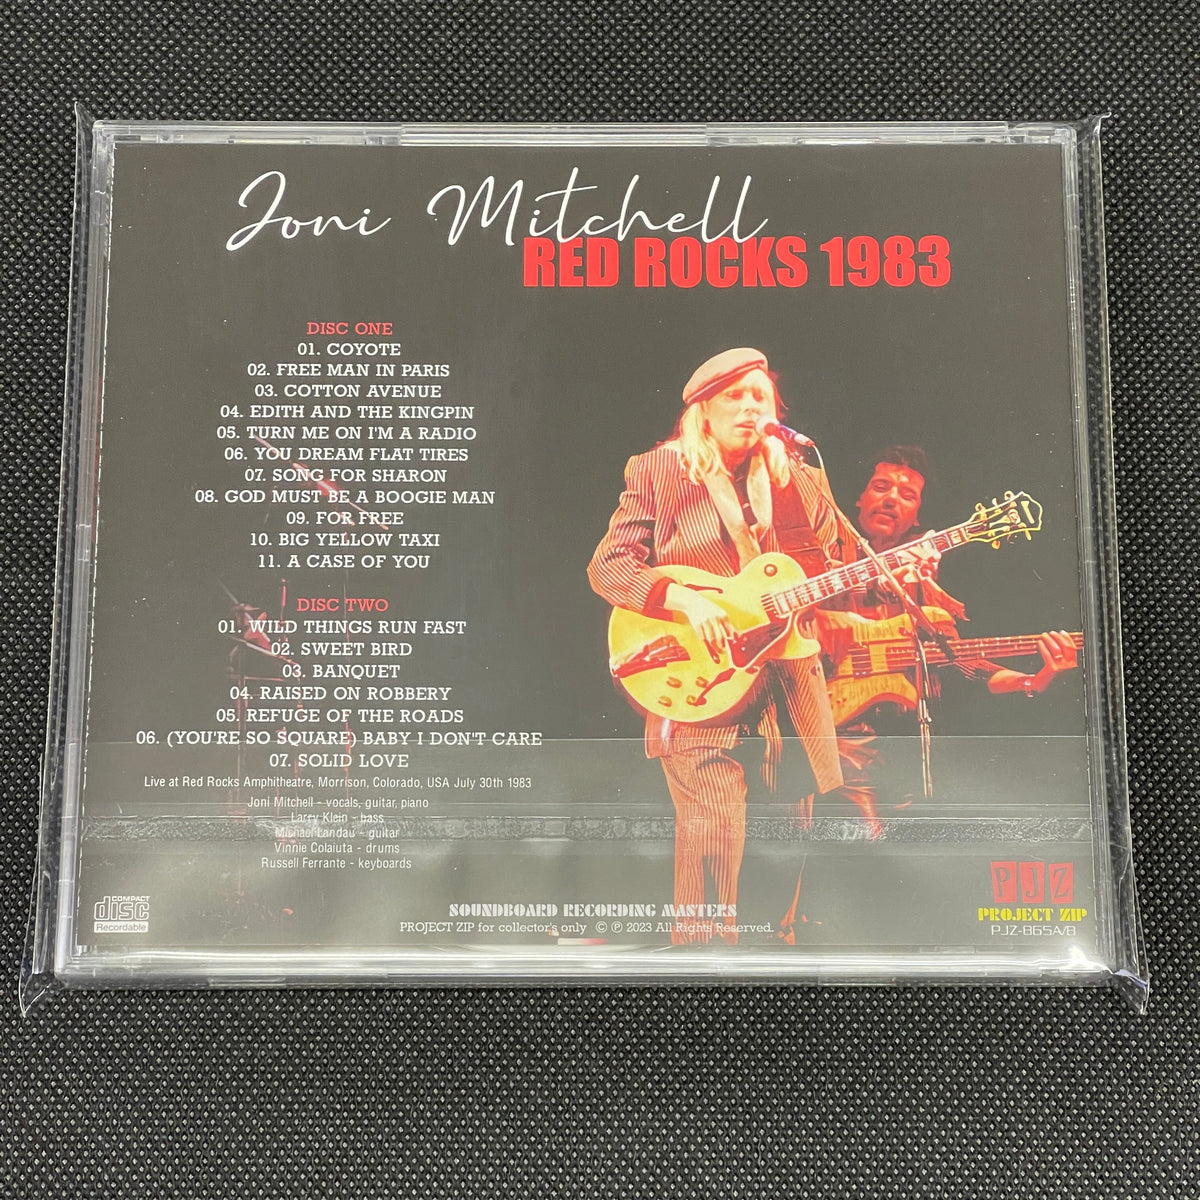 Joni Mitchell
RED ROCKS 1983
DISC ONE
01. COYOTE
02. FREE MAN IN PARIS
03. COTTON AVENUE
04. EDITH AND THE KINGPIN
05. TURN ME ON I'M A RADIO
06. YOU DREAM FLAT TIRES
07. SONG FOR SHARON
08. GOD MUST BE A BOOGIE MAN
09. FOR FREE
10. BIG YELLOW TAXI
11. A CASE OF YOU
DISC TWO
01. WILD THINGS RUN FAST
02. SWEET BIRD
03. BANQUET
04. RAISED ON ROBBERY
05. REFUGE OF THE ROADS
06. (YOU'RE SO SQUARE) BABY I DON'T CARE
07. SOLID LOVE
Live at Red Rocks Amphitheatre, Morrison, Colorado, USA July 30th 1983
Joni Mitchell - vocals, guitar, piano
Larry Klein - bass
Michael Landau - guitar
Vinnie Colaiuta - drums
Russell Ferrante - keyboards
COMPACT
disc
Recordable
SOUNDBOARD RECORDING MASTERS
PROJECT ZIP for collector's only © ℗ 2023 All Rights Reserved.
PJZ
PROJECT ZIP
PJZ-865A/B